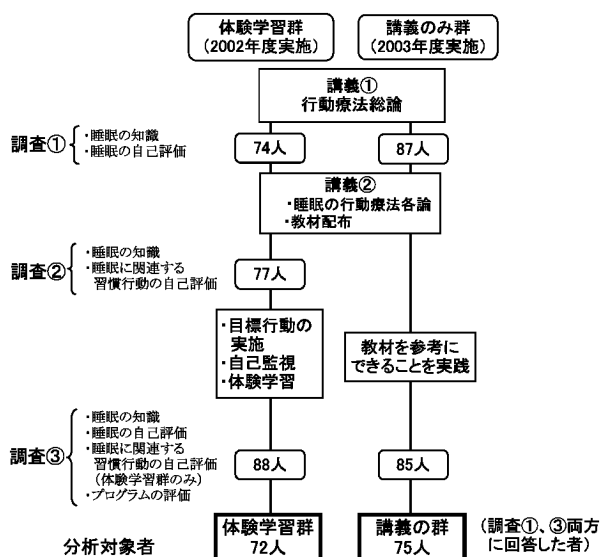 体験学習群
(2002年度実施)
講義のみ群
(2003年度実施)
講義①
行動療法総論
調査①
・睡眠の知識
・睡眠の自己評価
74人
87人
講義②
・睡眠の行動療法各論
・教材配布
調査②
・睡眠の知識
・睡眠に関連する
習慣行動の自己評価
77人
・目標行動の
実施
・自己監視
・体験学習
教材を参考に
できることを実践
調査③
・睡眠の知識
・睡眠の自己評価
・睡眠に関連する
習慣行動の自己評価
(体験学習群のみ)
・プログラムの評価
88人
85人
分析対象者
体験学習群
72人
講義の群
75人
(調査①、③両方
に回答した者)